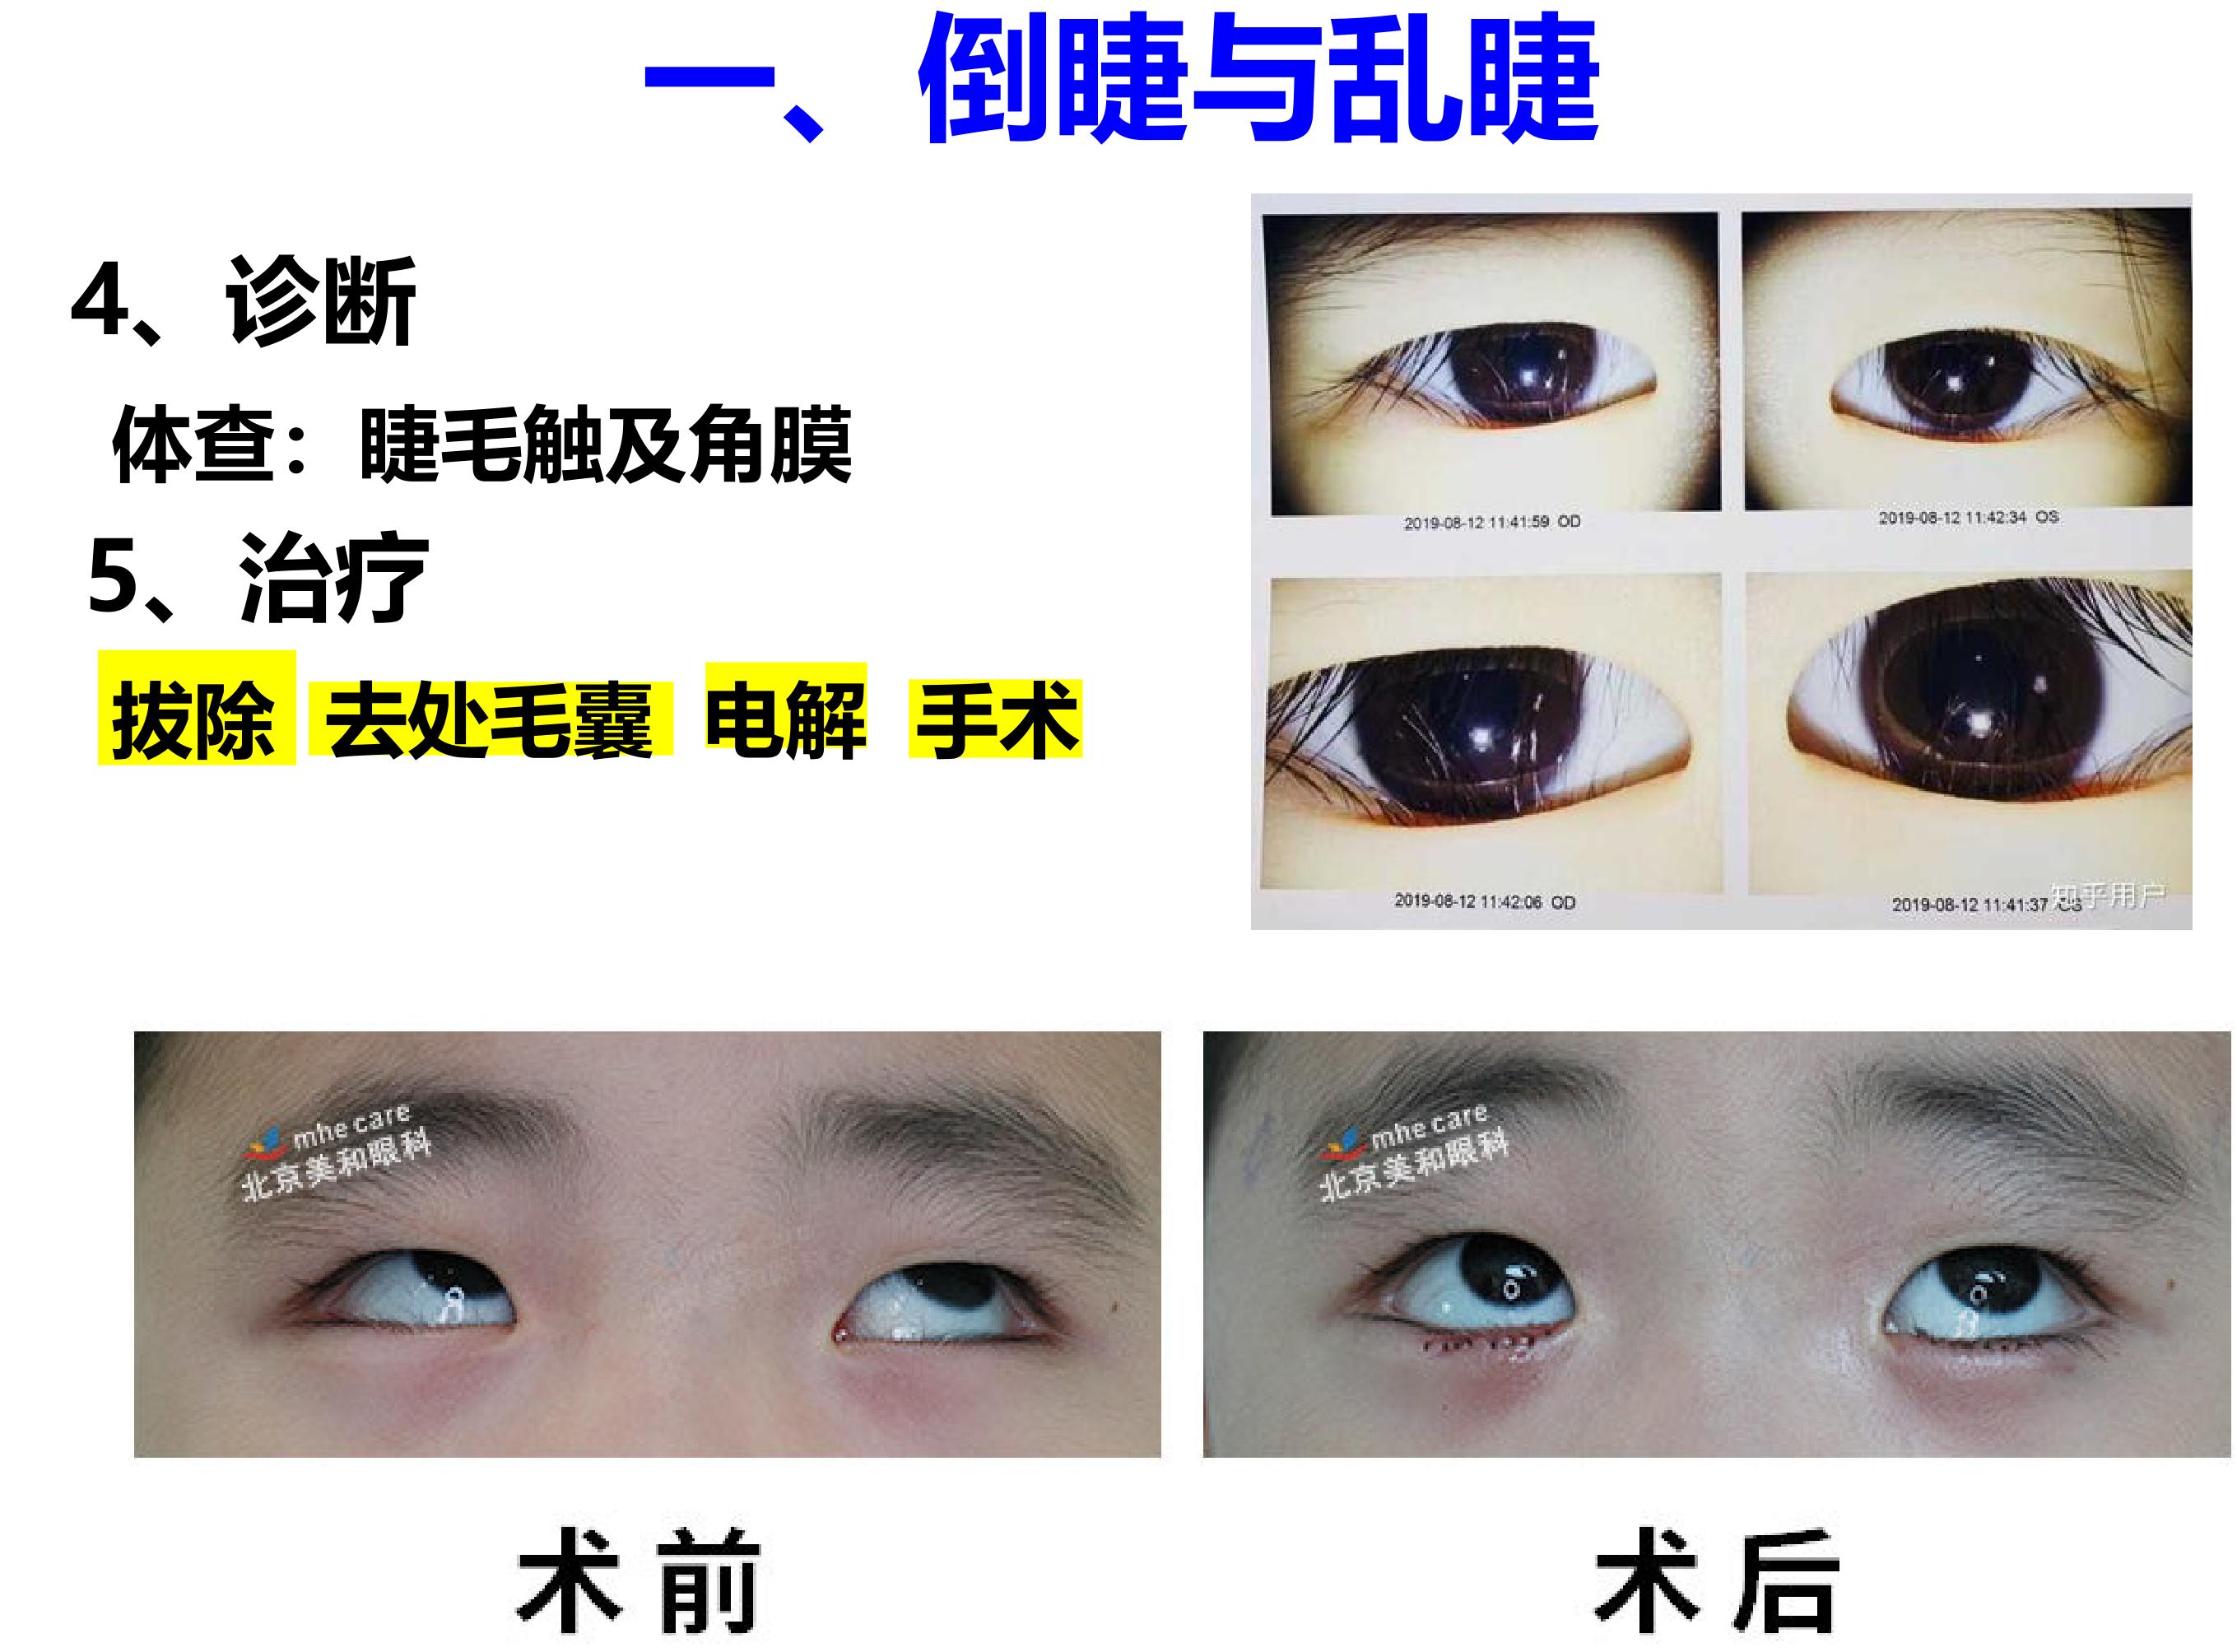 一、倒睫与乱睫
4、诊断
体查：睫毛触及角膜
5、治疗
拔除 去处毛囊 电解 手术
2019-08-12 11:41:59 OD
2019-08-12 11:42:34 OS
2019-08-12 11:42:06 OD
2019-08-12 11:41:37 OS
知乎用户
mhe care
北京美和眼科
mhe care
北京美和眼科
术前
术后